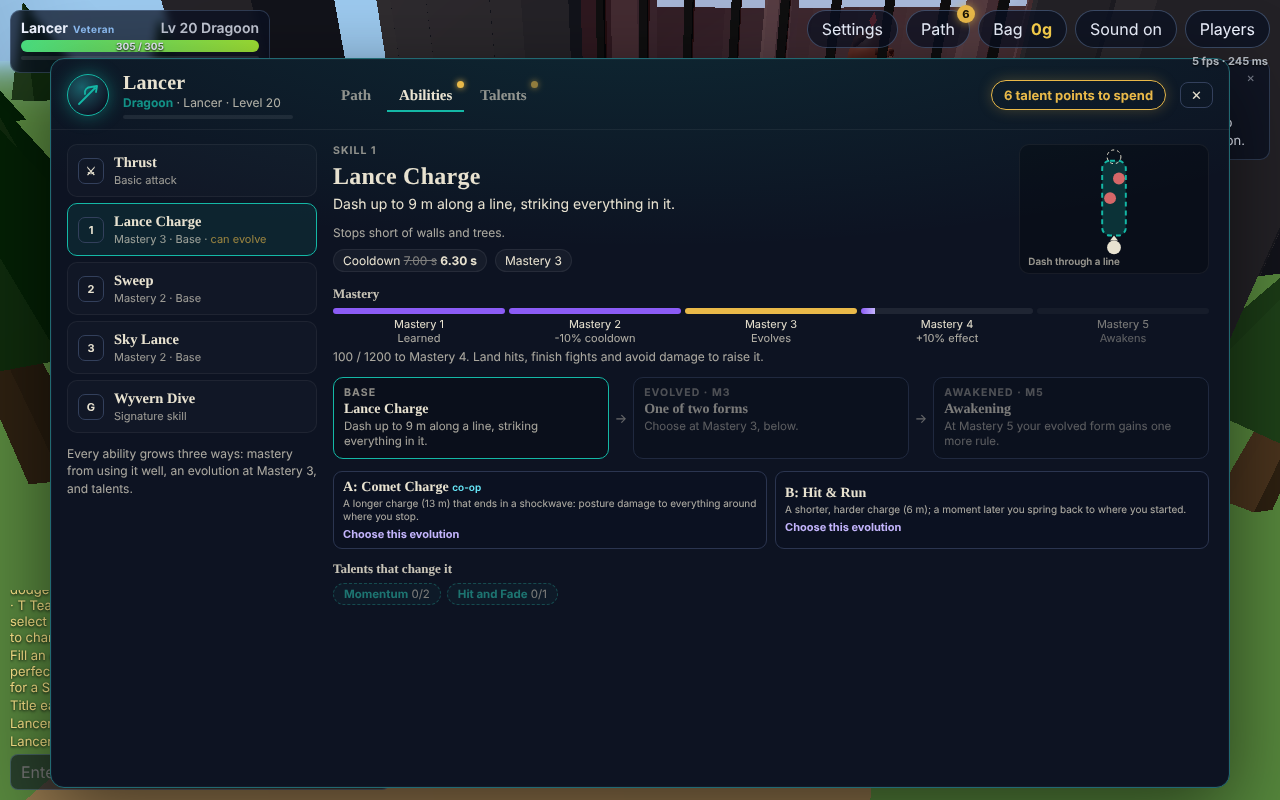 Lancer Veteran Lv 20 Dragoon
305 / 305
Settings
Path 6
Bag 0g
Sound on
Players
5 fps · 245 ms
Lancer
Dragoon · Lancer · Level 20
Path
Abilities
Talents
6 talent points to spend
×
×
on.
Thrust
Basic attack
1
Lance Charge
Mastery 3 · Base · can evolve
2
Sweep
Mastery 2 · Base
3
Sky Lance
Mastery 2 · Base
G
Wyvern Dive
Signature skill
Every ability grows three ways: mastery
from using it well, an evolution at Mastery 3,
and talents.
SKILL 1
Lance Charge
Dash up to 9 m along a line, striking everything in it.
Stops short of walls and trees.
Cooldown 7.00 s 6.30 s
Mastery 3
Dash through a line
Mastery
Mastery 1
Learned
Mastery 2
-10% cooldown
Mastery 3
Evolves
Mastery 4
+10% effect
Mastery 5
Awakens
100 / 1200 to Mastery 4. Land hits, finish fights and avoid damage to raise it.
BASE
Lance Charge
Dash up to 9 m along a line, striking
everything in it.
→
EVOLVED · M3
One of two forms
Choose at Mastery 3, below.
→
AWAKENED · M5
Awakening
At Mastery 5 your evolved form gains one
more rule.
A: Comet Charge co-op
A longer charge (13 m) that ends in a shockwave: posture damage to everything around
where you stop.
Choose this evolution
B: Hit & Run
A shorter, harder charge (6 m); a moment later you spring back to where you started.
Choose this evolution
Talents that change it
Momentum 0/2
Hit and Fade 0/1
· T Tea
select
to cha
Fill an
perfec
for a S
Title ea
Lancer
Lancer
Ente